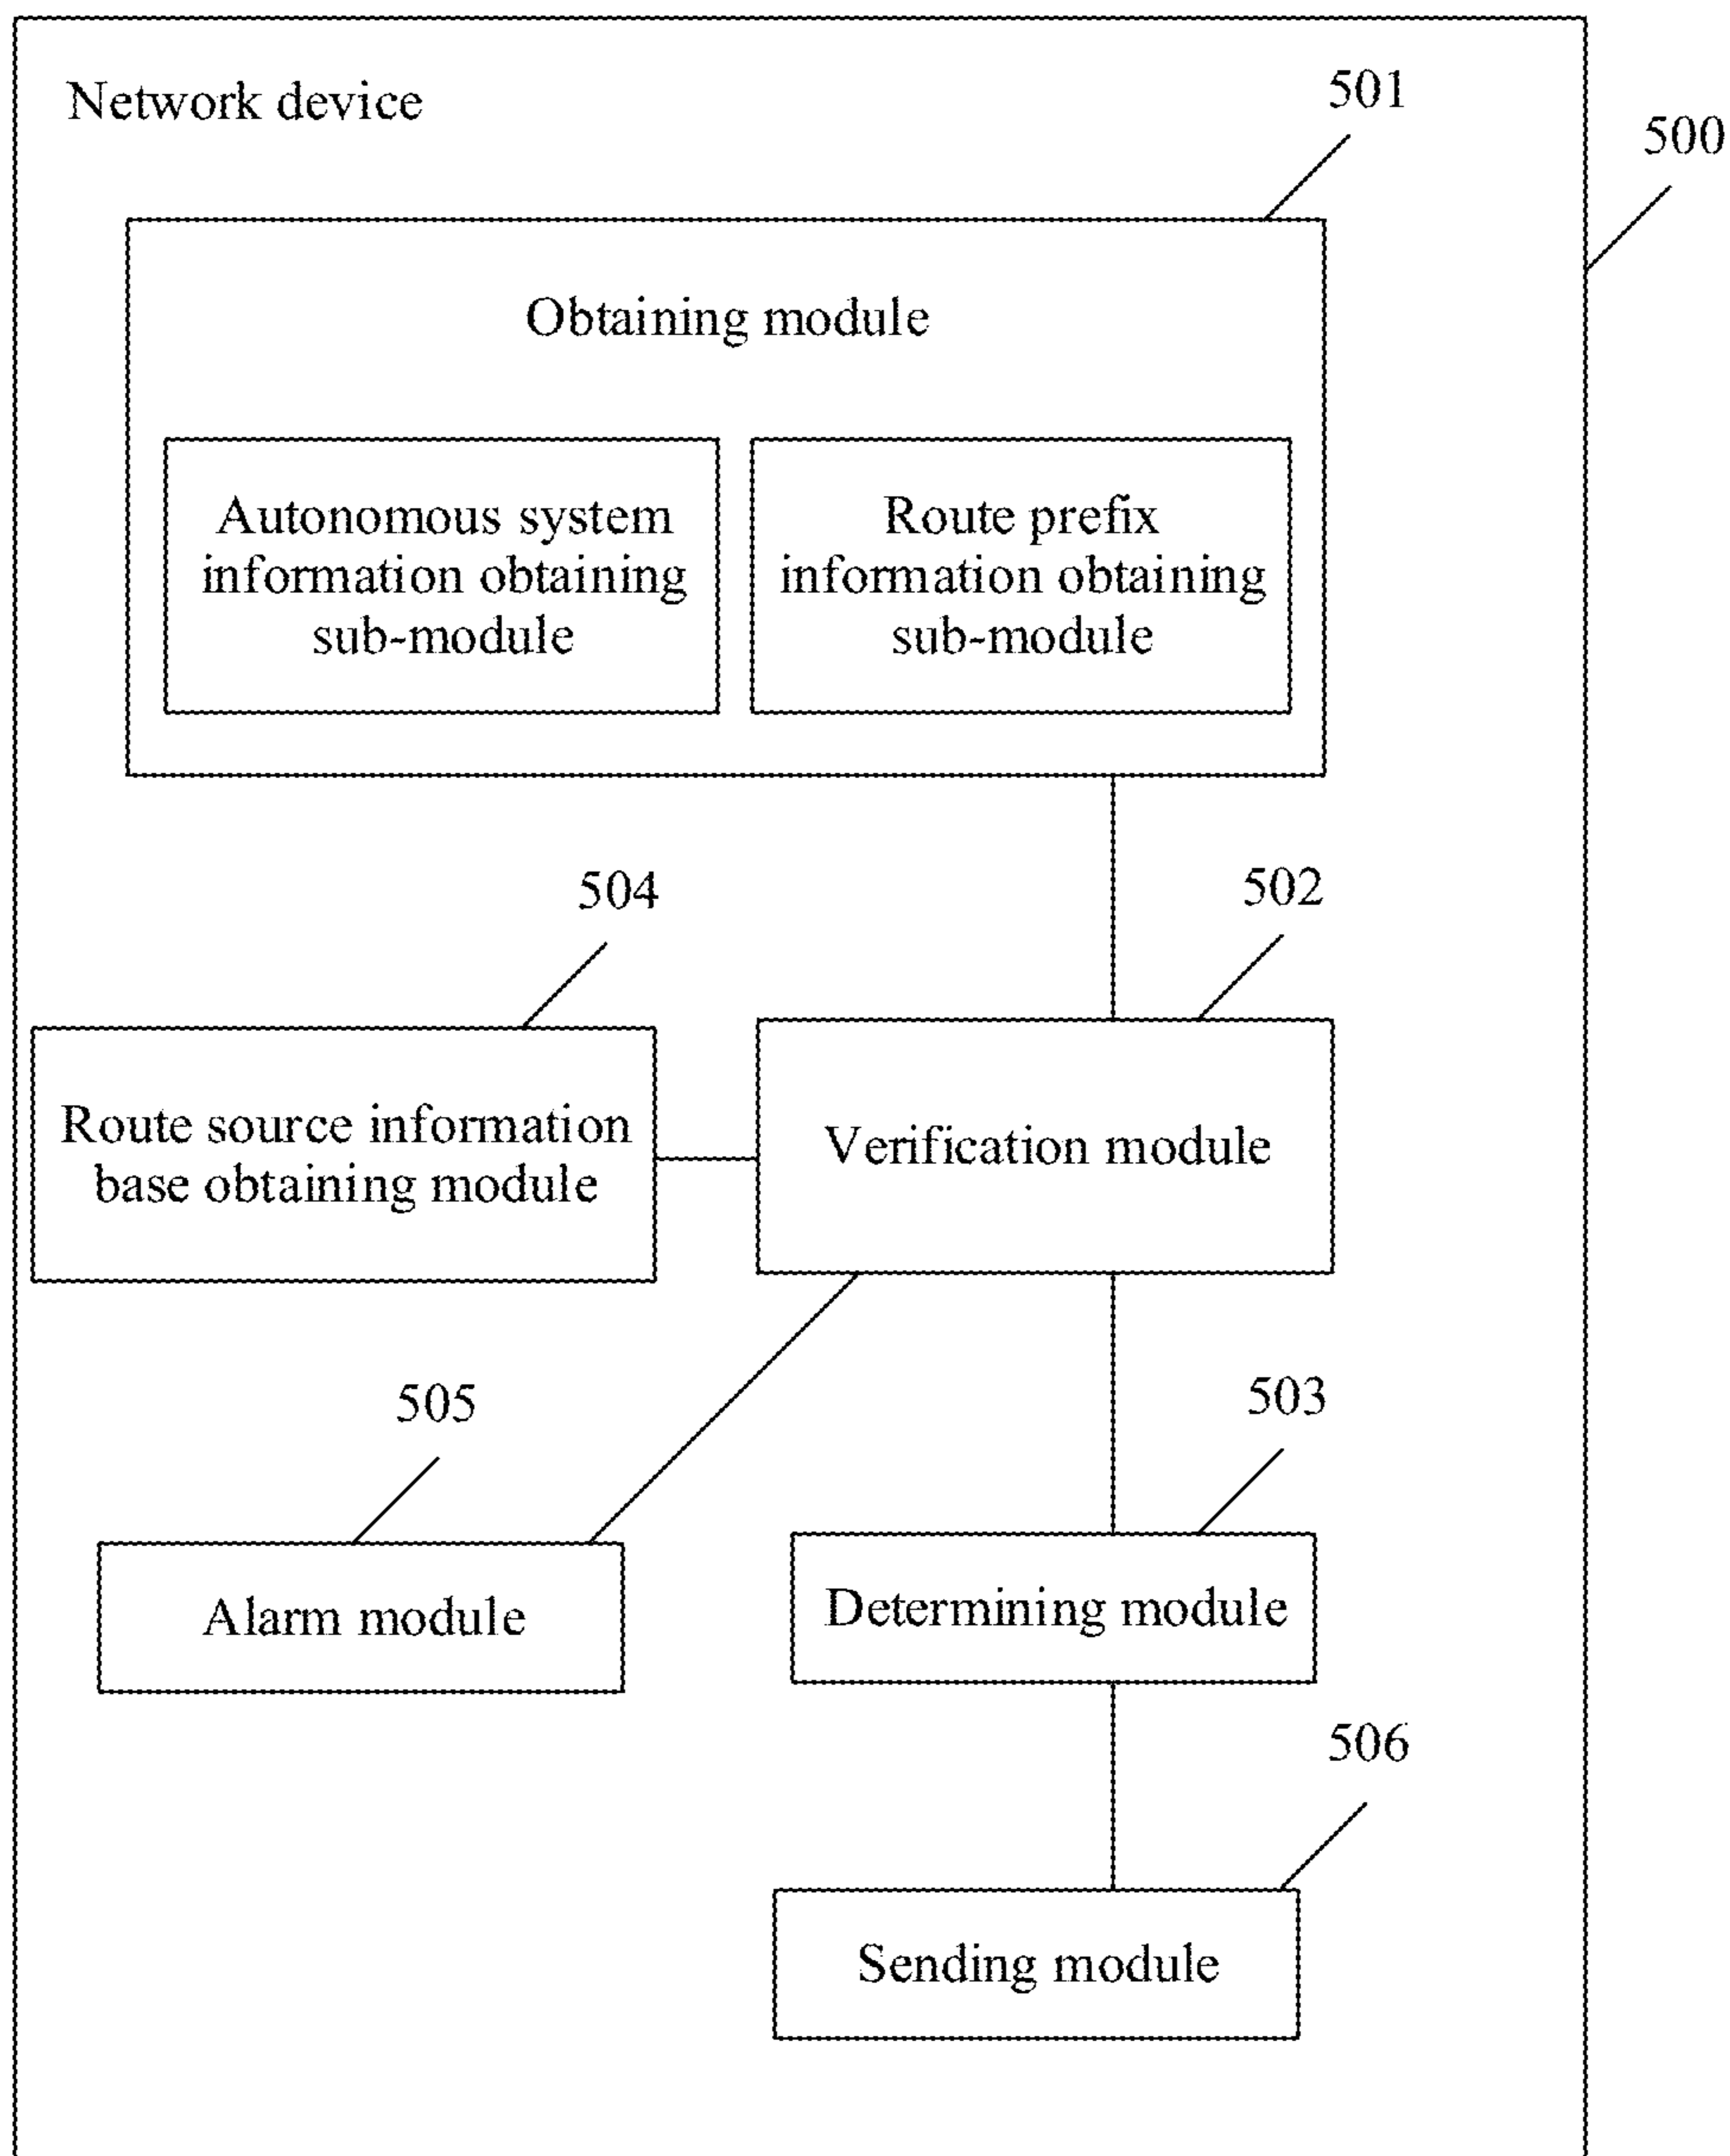 Network device
501
500
Obtaining module
Autonomous system
information obtaining
sub-module
Route prefix
information obtaining
sub-module
504
502
Route source information
base obtaining module
Verification module
505
503
Alarm module
Determining module
506
Sending module